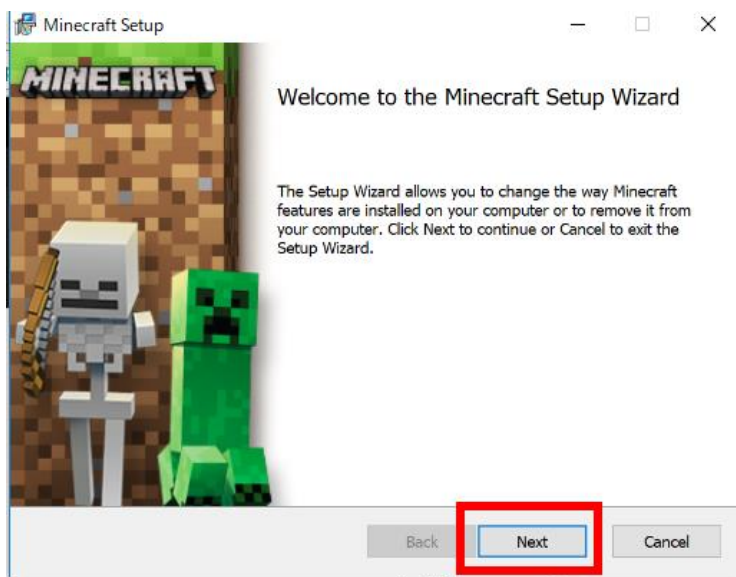 Minecraft Setup
MINECRAFT
Welcome to the Minecraft Setup Wizard
The Setup Wizard allows you to change the way Minecraft
features are installed on your computer or to remove it from
your computer. Click Next to continue or Cancel to exit the
Setup Wizard.
Back Next Cancel